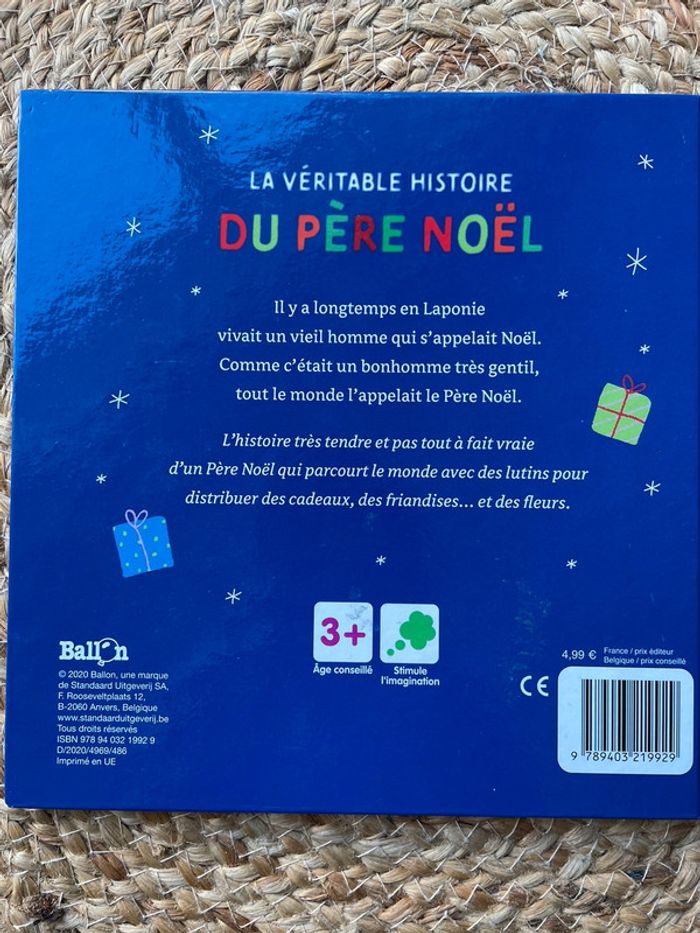 LA VÉRITABLE HISTOIRE
DU PÈRE NOËL
Il y a longtemps en Laponie
vivait un vieil homme qui s'appelait Noël.
Comme c'était un bonhomme très gentil,
tout le monde l'appelait le Père Noël.
L'histoire très tendre et pas tout à fait vraie
d'un Père Noël qui parcourt le monde avec des lutins pour
distribuer des cadeaux, des friandises... et des fleurs.
3+
Âge conseillé
Stimule
l'imagination
Ballon
© 2020 Ballon, une marque
de Standaard Uitgeverij SA,
F. Rooseveltplaats 12,
B-2060 Anvers, Belgique
www.standaarduitgeverij.be
Tous droits réservés
ISBN 978 94 032 1992 9
D/2020/4969/486
Imprimé en UE
CE
4,99 € France / prix éditeur
Belgique / prix conseillé
9 789403 219929